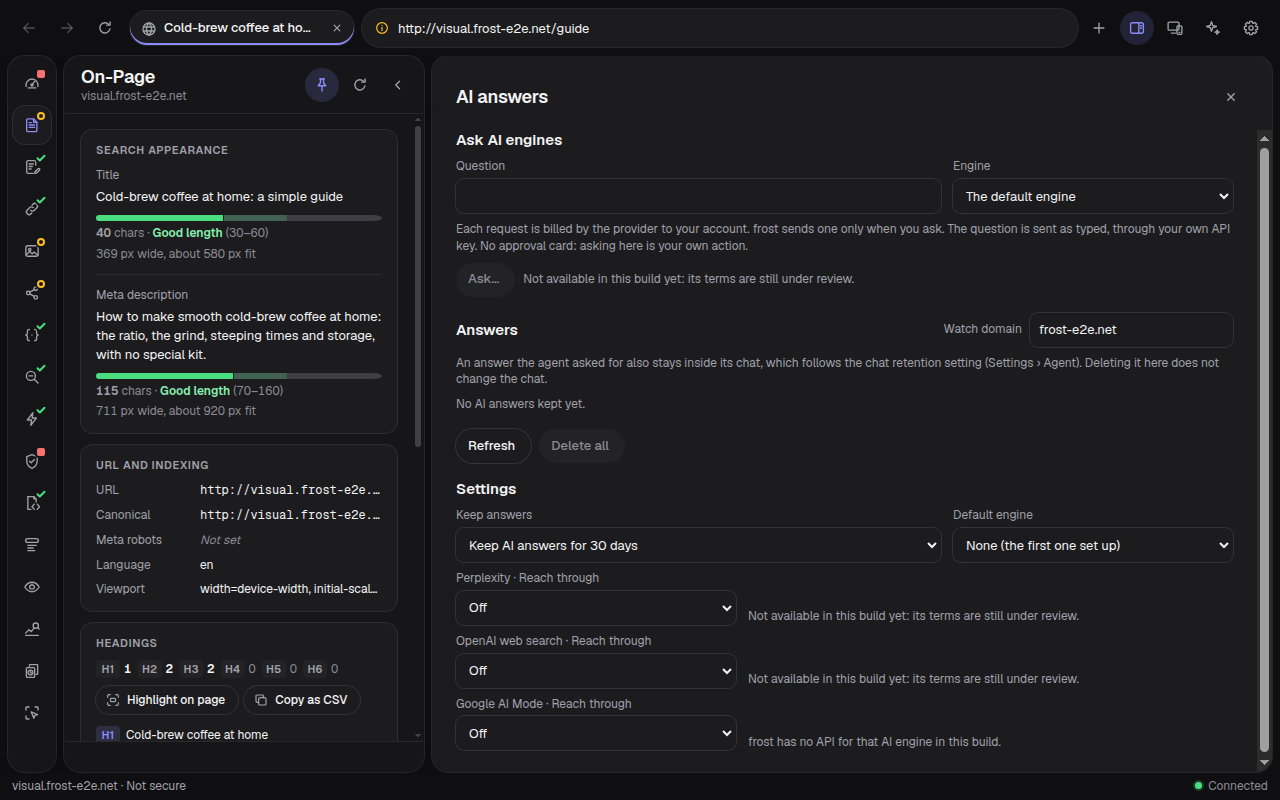 Cold-brew coffee at ho...
http://visual.frost-e2e.net/guide
On-Page
visual.frost-e2e.net
SEARCH APPEARANCE
Title
Cold-brew coffee at home: a simple guide
40 chars · Good length (30–60)
369 px wide, about 580 px fit
Meta description
How to make smooth cold-brew coffee at home:
the ratio, the grind, steeping times and storage,
with no special kit.
115 chars · Good length (70–160)
711 px wide, about 920 px fit
URL AND INDEXING
URL http://visual.frost-e2e.…
Canonical http://visual.frost-e2e.…
Meta robots Not set
Language en
Viewport width=device-width, initial-scal...
HEADINGS
H1 1 H2 2 H3 2 H4 0 H5 0 H6 0
Highlight on page Copy as CSV
H1 Cold-brew coffee at home
AI answers
Ask AI engines
Question Engine
The default engine
Each request is billed by the provider to your account. frost sends one only when you ask. The question is sent as typed, through your own API
key. No approval card: asking here is your own action.
Ask... Not available in this build yet: its terms are still under review.
Answers Watch domain frost-e2e.net
An answer the agent asked for also stays inside its chat, which follows the chat retention setting (Settings › Agent). Deleting it here does not
change the chat.
No AI answers kept yet.
Refresh Delete all
Settings
Keep answers Default engine
Keep AI answers for 30 days None (the first one set up)
Perplexity · Reach through
Off Not available in this build yet: its terms are still under review.
OpenAI web search · Reach through
Off Not available in this build yet: its terms are still under review.
Google AI Mode · Reach through
Off frost has no API for that AI engine in this build.
visual.frost-e2e.net · Not secure
Connected